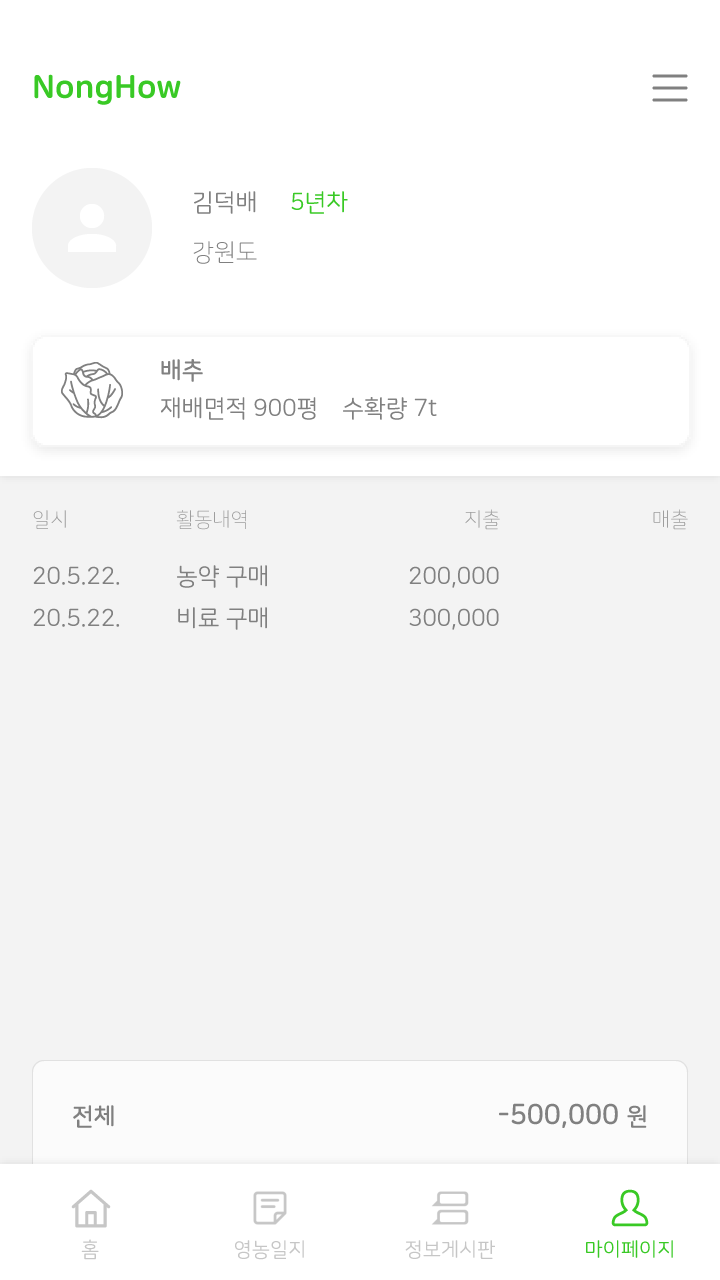 NongHow
김덕배 5년차
강원도
배추
재배면적 900평 수확량 7t
일시 활동내역 지출 매출
20.5.22. 농약 구매 200,000
20.5.22. 비료 구매 300,000
전체 -500,000 원
홈 영농일지 정보게시판 마이페이지